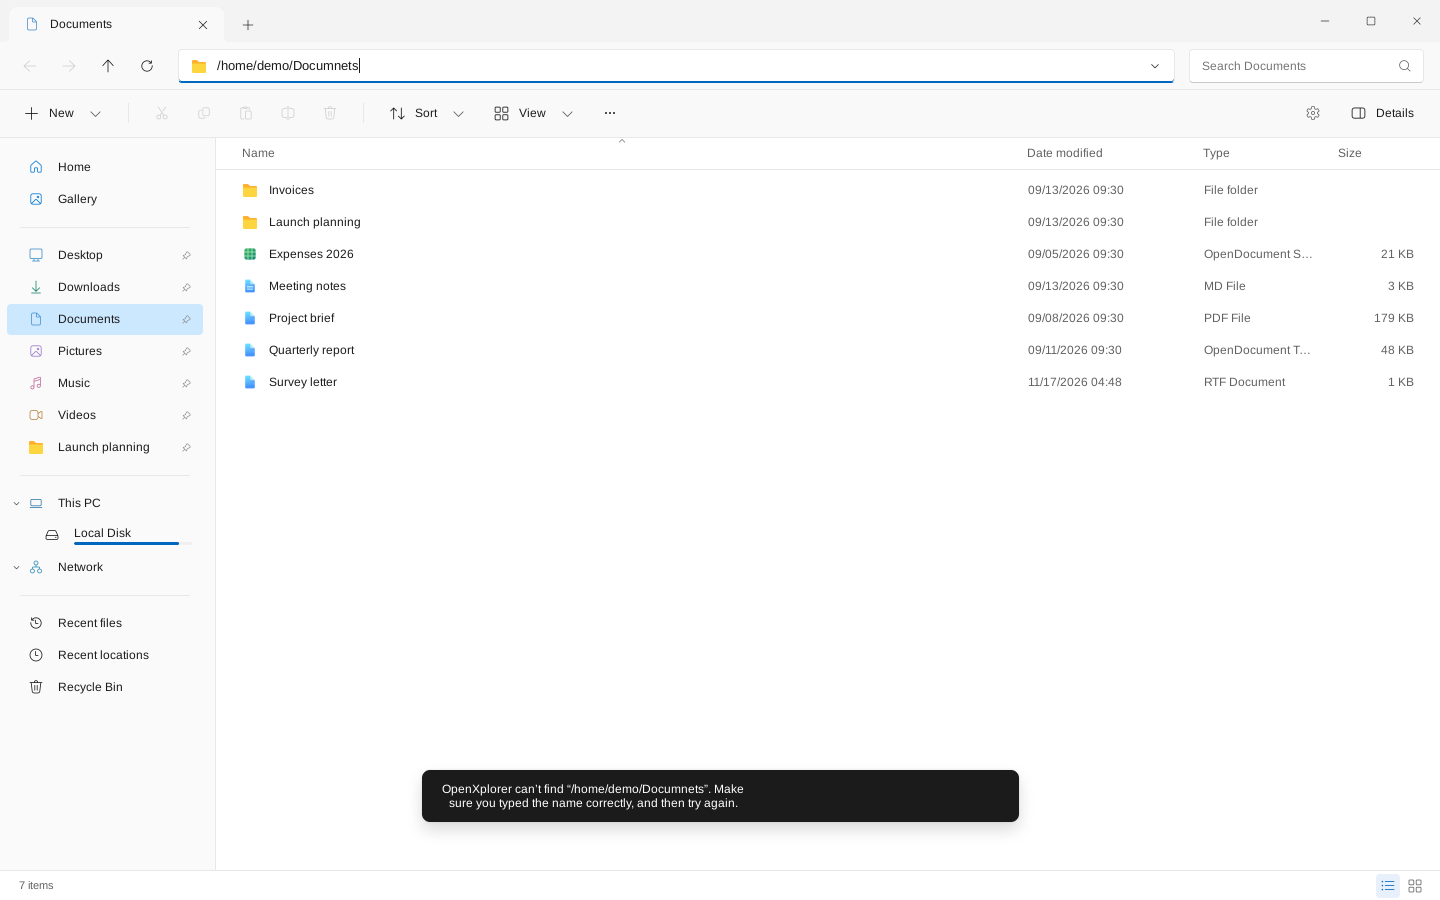 Documents
/home/demo/Documnets
Search Documents
New
Sort
View
Details
Home
Gallery
Desktop
Downloads
Documents
Pictures
Music
Videos
Launch planning
This PC
Local Disk
Network
Recent files
Recent locations
Recycle Bin
Name Date modified Type Size
Invoices 09/13/2026 09:30 File folder
Launch planning 09/13/2026 09:30 File folder
Expenses 2026 09/05/2026 09:30 OpenDocument S... 21 KB
Meeting notes 09/13/2026 09:30 MD File 3 KB
Project brief 09/08/2026 09:30 PDF File 179 KB
Quarterly report 09/11/2026 09:30 OpenDocument T... 48 KB
Survey letter 11/17/2026 04:48 RTF Document 1 KB
OpenXplorer can’t find “/home/demo/Documnets”. Make
sure you typed the name correctly, and then try again.
7 items